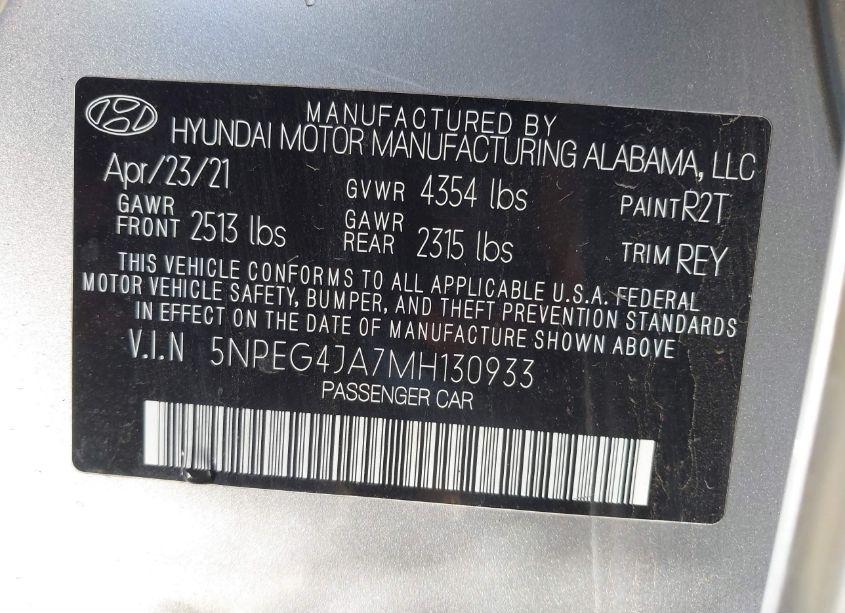 MANUFACTURED BY
HYUNDAI MOTOR MANUFACTURING ALABAMA, LLC
Apr/23/21 GVWR 4354 lbs PAINT R2T
GAWR FRONT 2513 lbs GAWR REAR 2315 lbs TRIM REY
THIS VEHICLE CONFORMS TO ALL APPLICABLE U.S.A. FEDERAL
MOTOR VEHICLE SAFETY, BUMPER, AND THEFT PREVENTION STANDARDS
IN EFFECT ON THE DATE OF MANUFACTURE SHOWN ABOVE
V.I.N 5NPEG4JA7MH130933
PASSENGER CAR